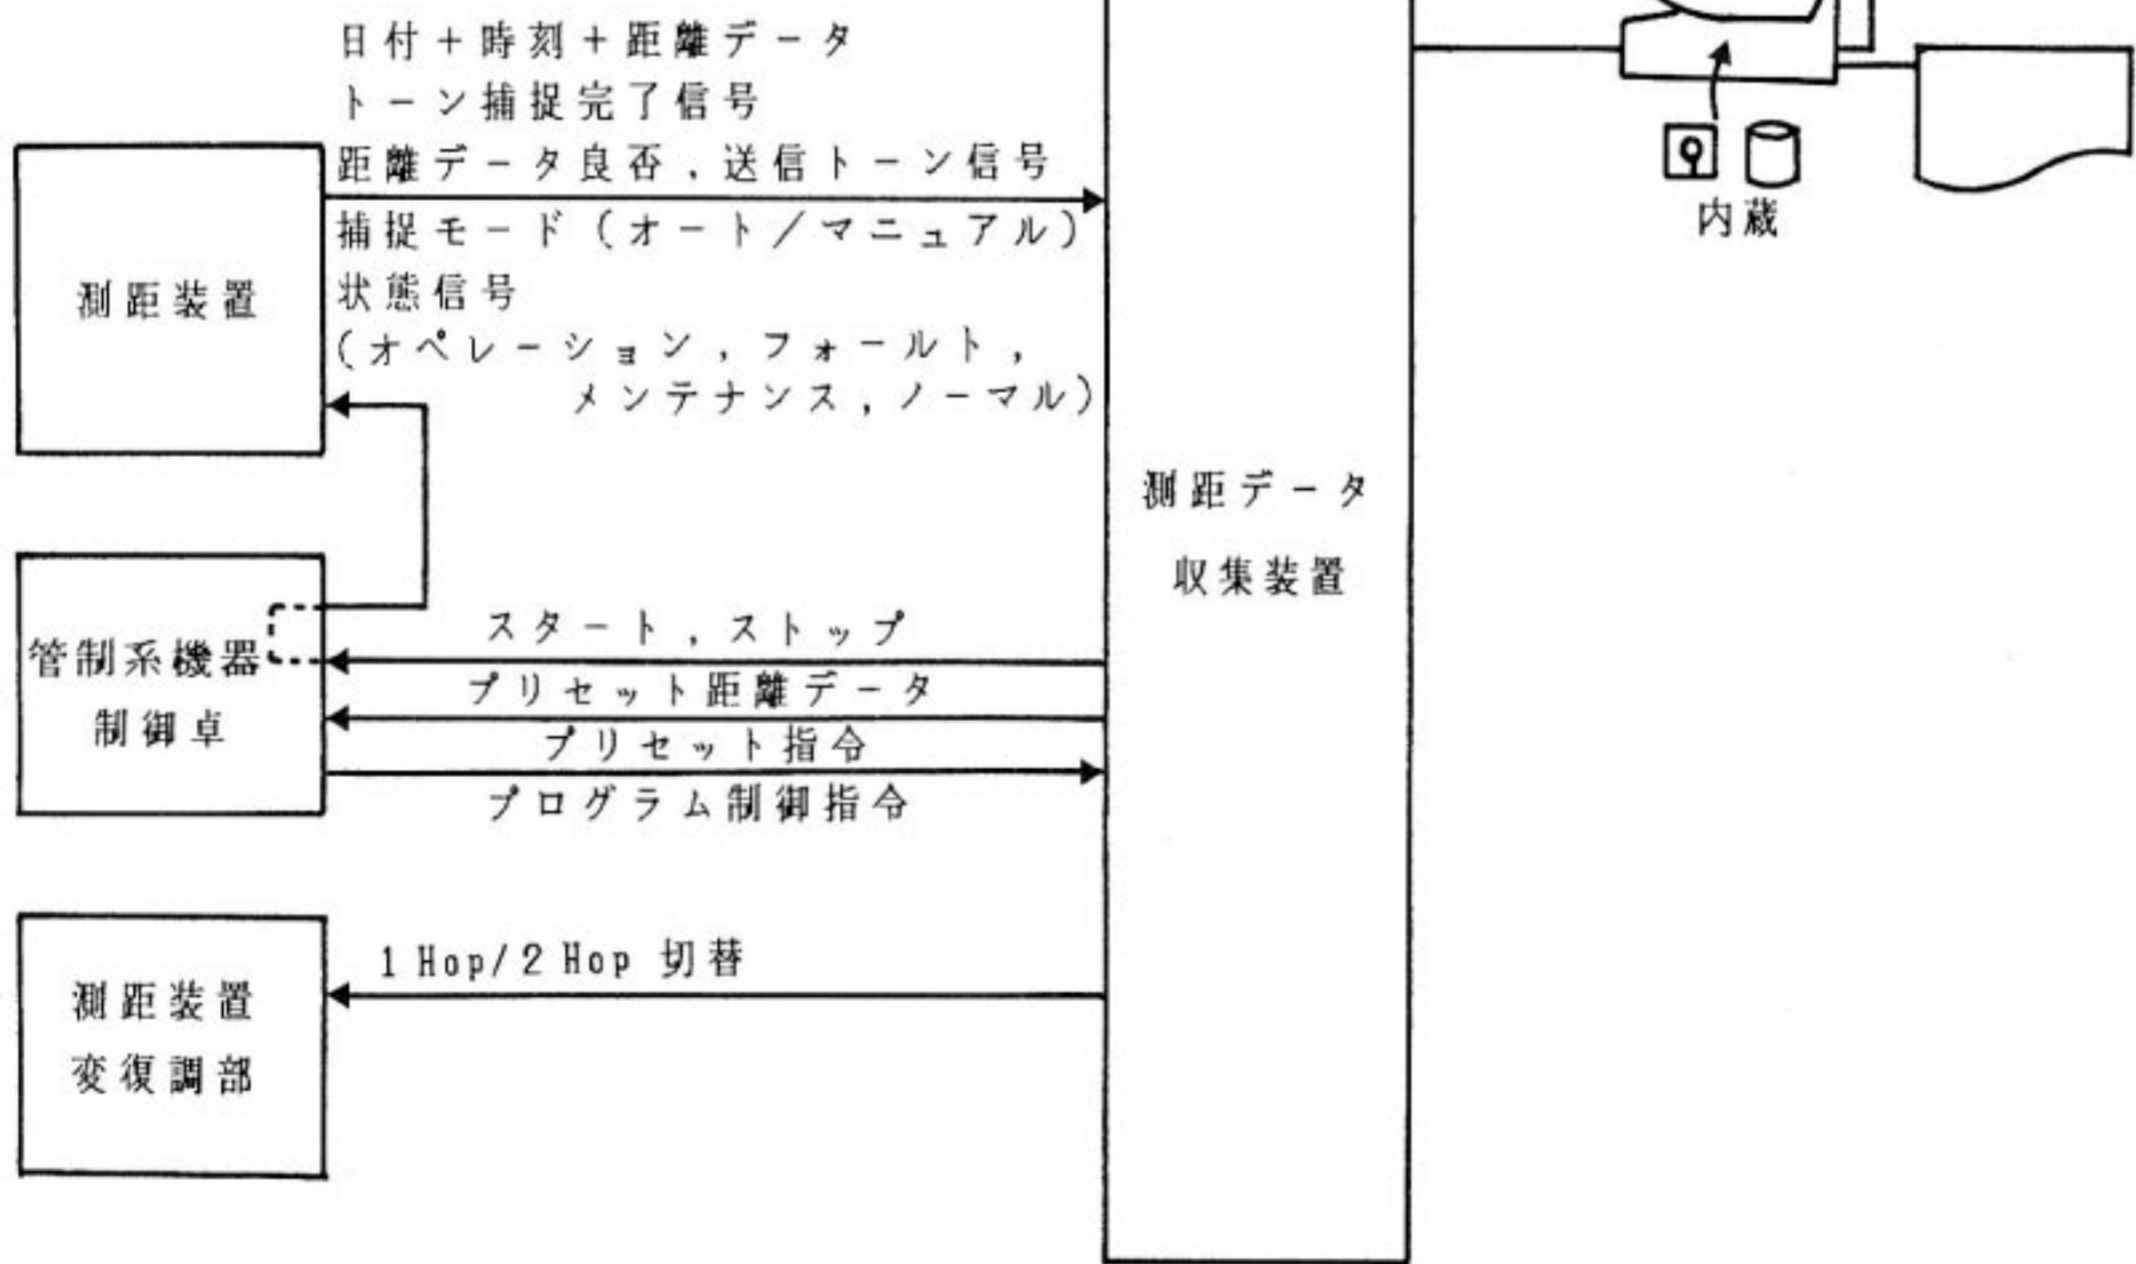 日付+時刻+距離データ
トーン捕捉完了信号
距離データ良否,送信トーン信号
捕捉モード(オート/マニュアル)
状態信号
(オペレーション,フォールト,
メンテナンス,ノーマル)
測距装置
内蔵
測距データ
収集装置
管制系機器
制御卓
スタート,ストップ
プリセット距離データ
プリセット指令
プログラム制御指令
1 Hop/2 Hop 切替
測距装置
変復調部